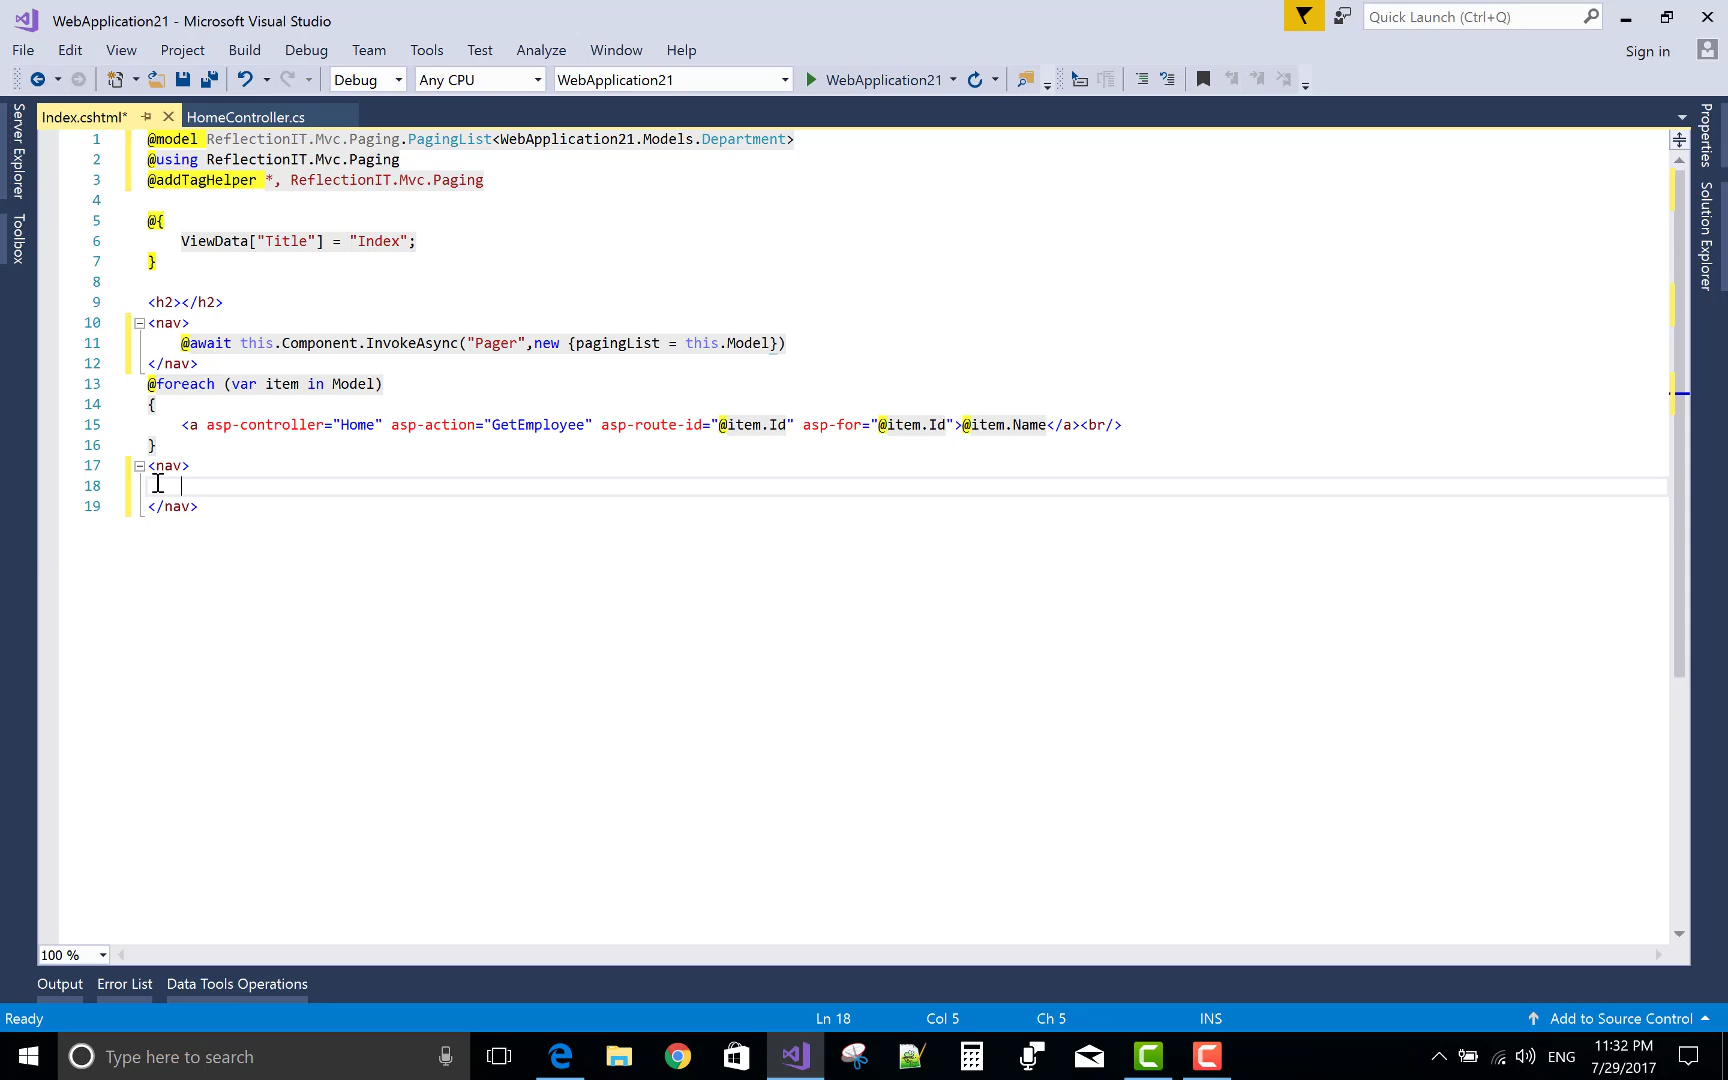 WebApplication21 - Microsoft Visual Studio
Quick Launch (Ctrl+Q)
File Edit View Project Build Debug Team Tools Test Analyze Window Help
Sign in
Debug Any CPU WebApplication21 WebApplication21
Index.cshtml* HomeController.cs
Server Explorer
Toolbox
Properties
Solution Explorer
1 @model ReflectionIT.Mvc.Paging.PagingList<WebApplication21.Models.Department>
2 @using ReflectionIT.Mvc.Paging
3 @addTagHelper *, ReflectionIT.Mvc.Paging
4
5 @{
6 ViewData["Title"] = "Index";
7 }
8
9 <h2></h2>
10 <nav>
11 @await this.Component.InvokeAsync("Pager",new {pagingList = this.Model})
12 </nav>
13 @foreach (var item in Model)
14 {
15 <a asp-controller="Home" asp-action="GetEmployee" asp-route-id="@item.Id" asp-for="@item.Id">@item.Name</a><br/>
16 }
17 <nav>
18
19 </nav>
100 %
Output Error List Data Tools Operations
Ready Ln 18 Col 5 Ch 5 INS Add to Source Control
Type here to search
ENG
11:32 PM
7/29/2017